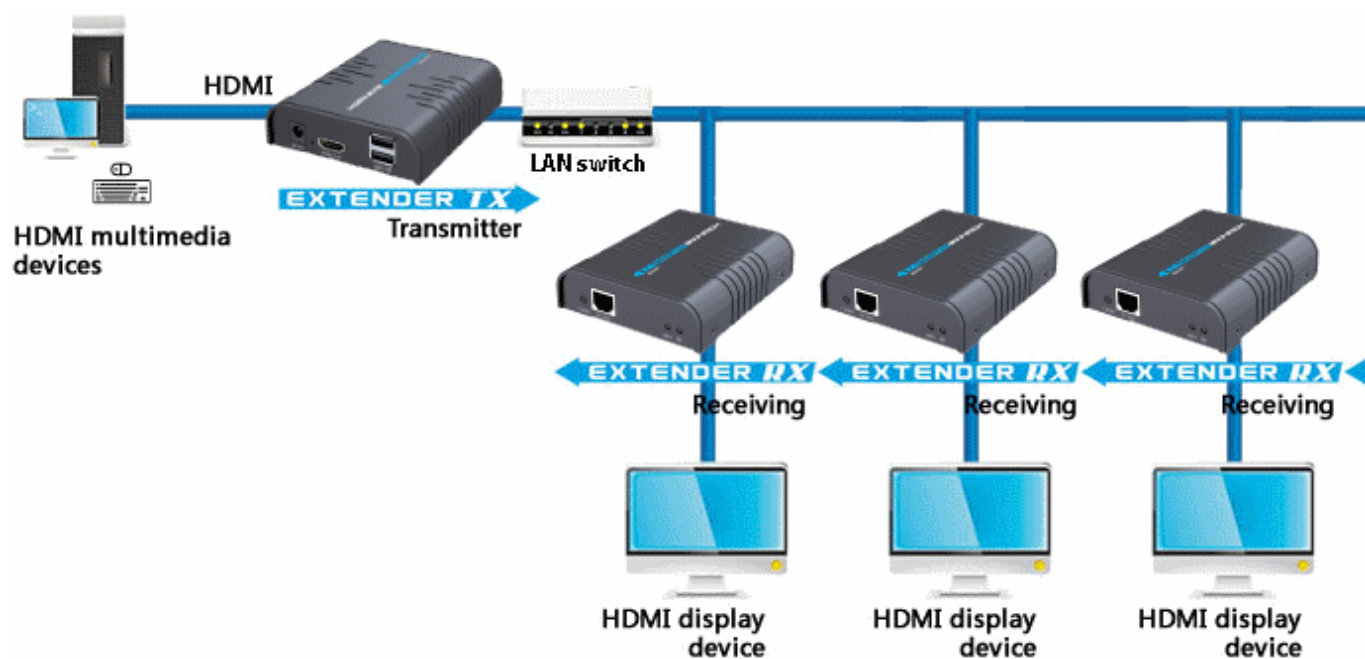 HDMI
LAN switch
EXTENDER TX
Transmitter
HDMI multimedia
devices
EXTENDER RX
EXTENDER RX
EXTENDER RX
Receiving
Receiving
Receiving
HDMI display
device
HDMI display
device
HDMI display
device